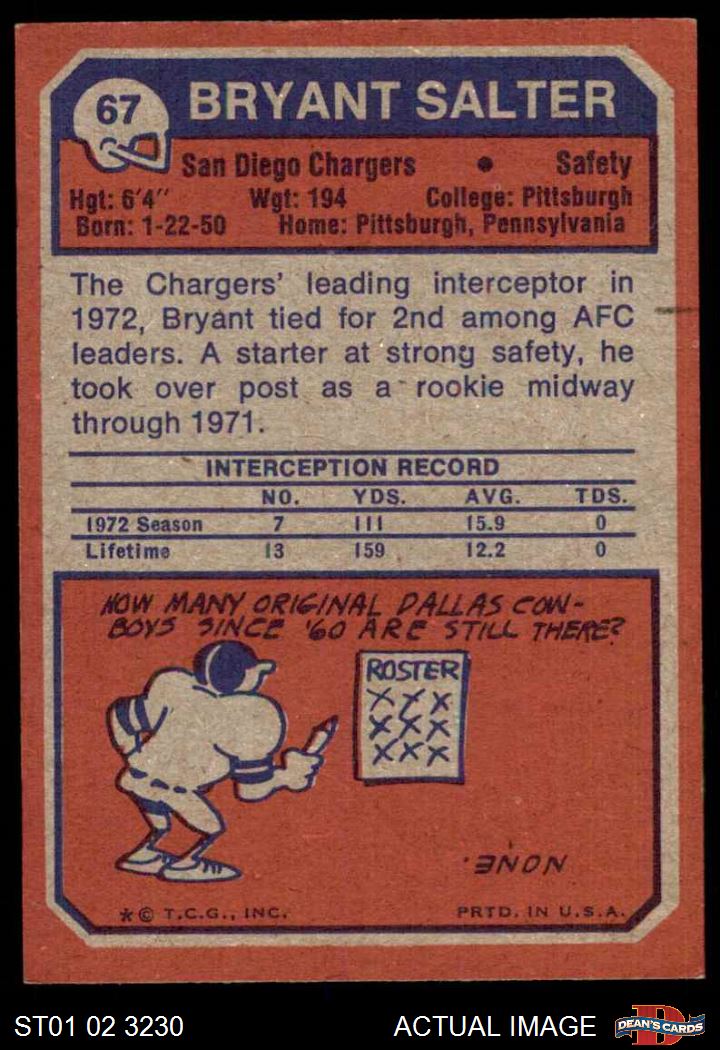 67
BRYANT SALTER
San Diego Chargers • Safety
Hgt: 6'4" Wgt: 194 College: Pittsburgh
Born: 1-22-50 Home: Pittsburgh, Pennsylvania
The Chargers' leading interceptor in
1972, Bryant tied for 2nd among AFC
leaders. A starter at strong safety, he
took over post as a rookie midway
through 1971.
INTERCEPTION RECORD
NO. YDS. AVG. TDS.
1972 Season 7 111 15.9 0
Lifetime 13 159 12.2 0
HOW MANY ORIGINAL DALLAS COW-
BOYS SINCE '60 ARE STILL THERE?
ROSTER
XXX
XXX
XXX
NONE.
*© T.C.G., INC. PRTD. IN U.S.A.
ST01 02 3230 ACTUAL IMAGE
D
DEAN'S CARDS